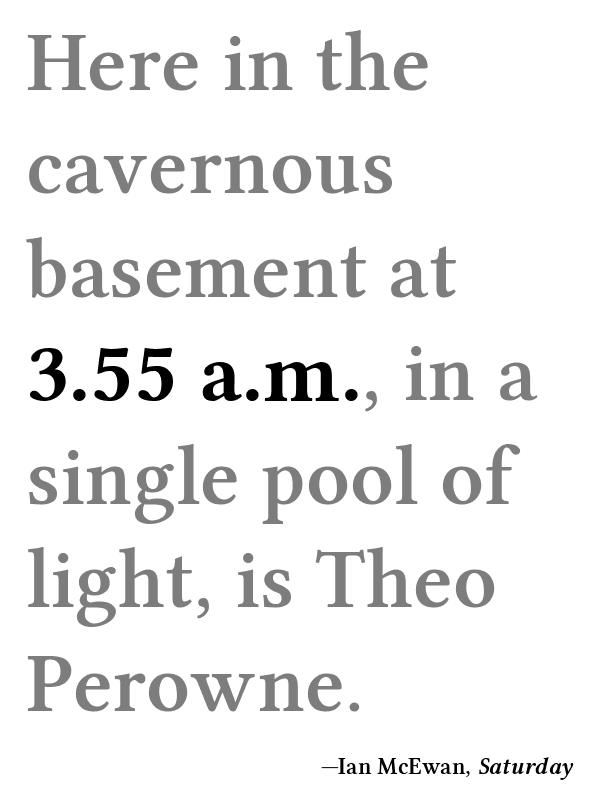 Here in the
cavernous
basement at
3.55 a.m., in a
single pool of
light, is Theo
Perowne.
—Ian McEwan, Saturday